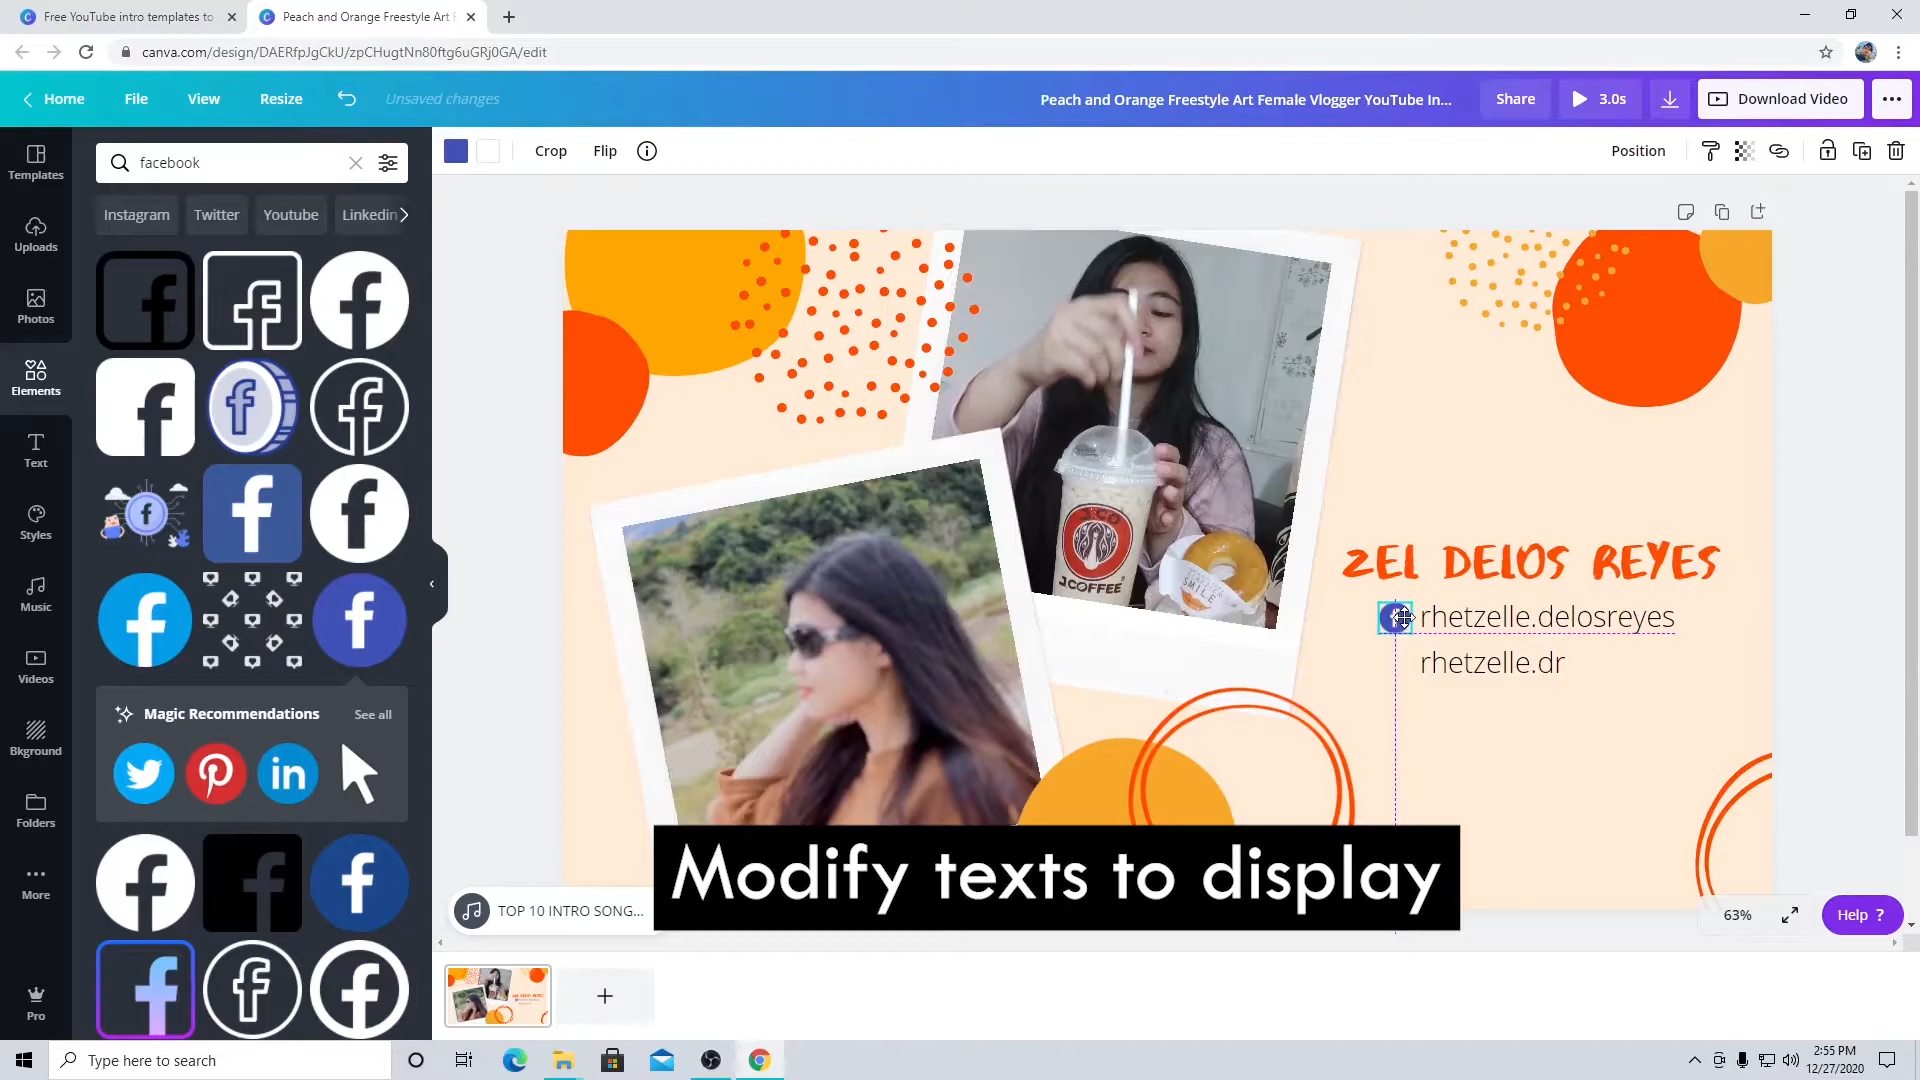 Free YouTube intro templates to
Peach and Orange Freestyle Art F
canva.com/design/DAERfpJgCkU/zpCHugtNn80ftg6uGRj0GA/edit
Home
File
View
Resize
Unsaved changes
Peach and Orange Freestyle Art Female Vlogger YouTube In...
Share
3.0s
Download Video
Templates
Uploads
Photos
Elements
Text
Styles
Music
Videos
Bkground
Folders
More
Pro
facebook
Instagram
Twitter
Youtube
Linkedin
Magic Recommendations
See all
Crop
Flip
Position
J.COFFEE
SMILE
ZEL DELOS REYES
rhetzelle.delosreyes
rhetzelle.dr
Modify texts to display
TOP 10 INTRO SONG...
63%
Help ?
Type here to search
2:55 PM
12/27/2020